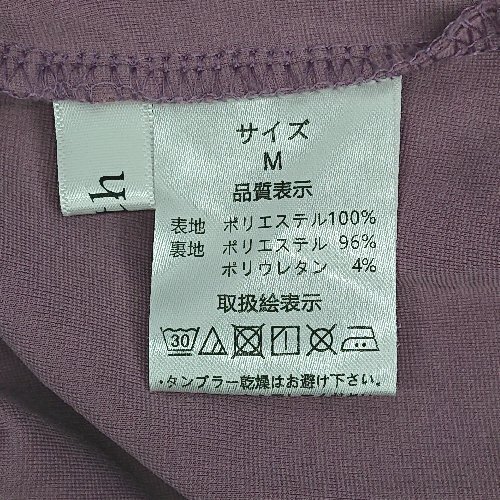 th
サイズ
M
品質表示
表地 ポリエステル100%
裏地 ポリエステル 96%
ポリウレタン 4%
取扱絵表示
30
・タンブラー乾燥はお避け下さい。